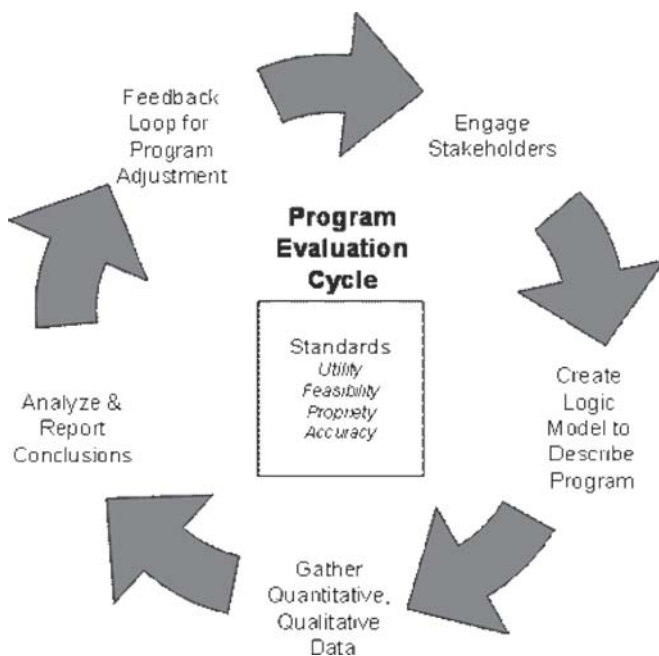 Feedback
Loop for
Program
Adjustment
Engage
Stakeholders
Program
Evaluation
Cycle
Standards
Utility
Feasibility
Propriety
Accuracy
Create
Logic
Model to
Describe
Program
Analyze &
Report
Conclusions
Gather
Quantitative,
Qualitative
Data